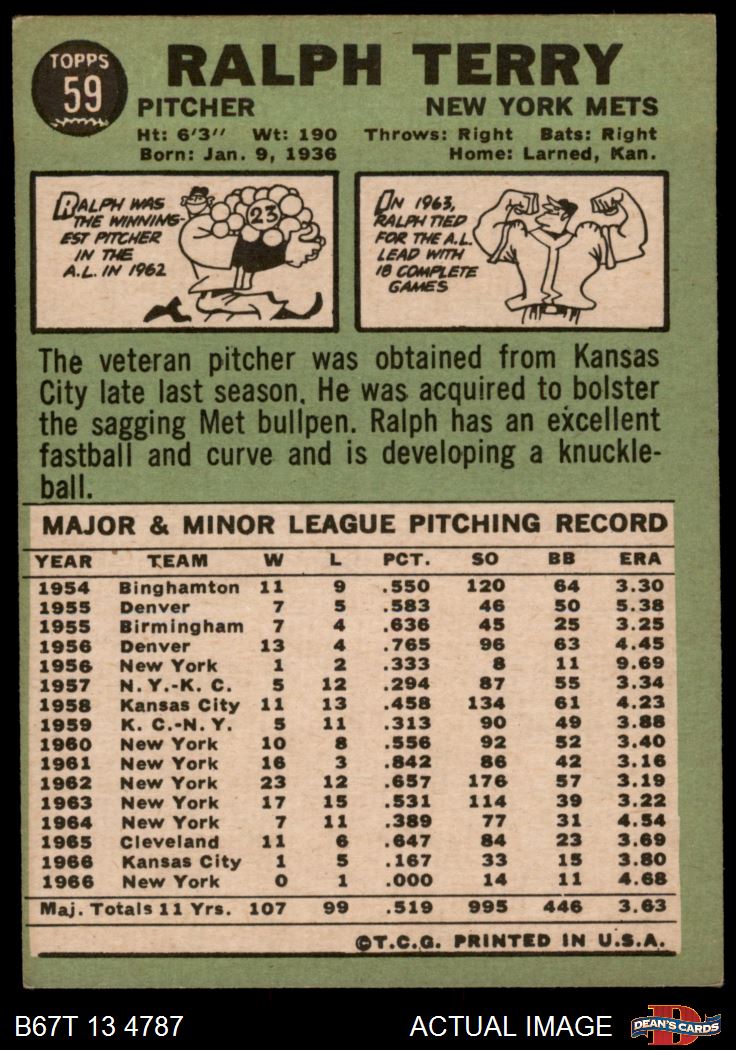 TOPPS
59
RALPH TERRY
PITCHER NEW YORK METS
Ht: 6'3" Wt: 190 Throws: Right Bats: Right
Born: Jan. 9, 1936 Home: Larned, Kan.
RALPH WAS
THE WINNING-
EST PITCHER
IN THE
A.L. IN 1962
23
IN 1963,
RALPH TIED
FOR THE A.L.
LEAD WITH
18 COMPLETE
GAMES
The veteran pitcher was obtained from Kansas
City late last season. He was acquired to bolster
the sagging Met bullpen. Ralph has an excellent
fastball and curve and is developing a knuckle-
ball.
MAJOR & MINOR LEAGUE PITCHING RECORD
YEAR TEAM W L PCT. SO BB ERA
1954 Binghamton 11 9 .550 120 64 3.30
1955 Denver 7 5 .583 46 50 5.38
1955 Birmingham 7 4 .636 45 25 3.25
1956 Denver 13 4 .765 96 63 4.45
1956 New York 1 2 .333 8 11 9.69
1957 N. Y.-K. C. 5 12 .294 87 55 3.34
1958 Kansas City 11 13 .458 134 61 4.23
1959 K. C.-N. Y. 5 11 .313 90 49 3.88
1960 New York 10 8 .556 92 52 3.40
1961 New York 16 3 .842 86 42 3.16
1962 New York 23 12 .657 176 57 3.19
1963 New York 17 15 .531 114 39 3.22
1964 New York 7 11 .389 77 31 4.54
1965 Cleveland 11 6 .647 84 23 3.69
1966 Kansas City 1 5 .167 33 15 3.80
1966 New York 0 1 .000 14 11 4.68
Maj. Totals 11 Yrs. 107 99 .519 995 446 3.63
©T.C.G. PRINTED IN U.S.A.
B67T 13 4787 ACTUAL IMAGE DEAN'S CARDS